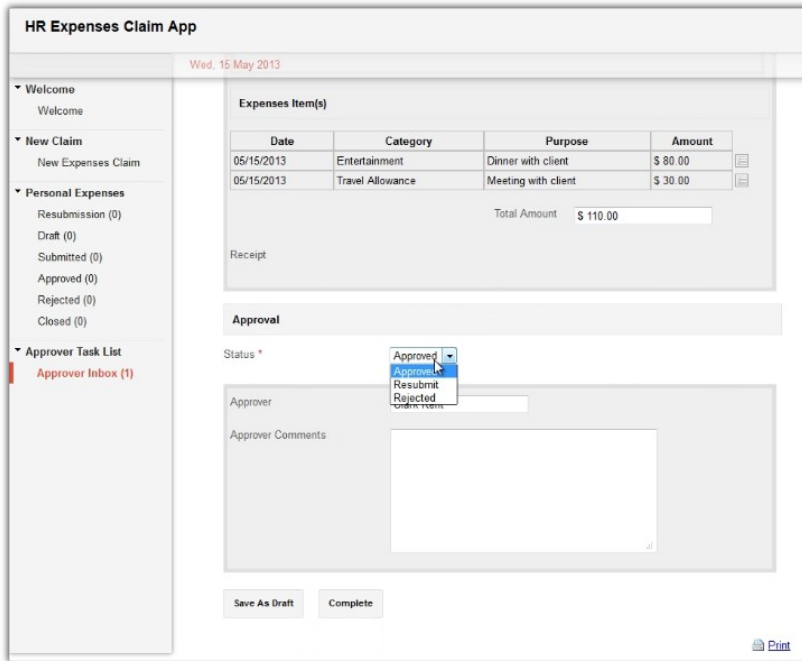 HR Expenses Claim App
Wed, 15 May 2013
Welcome
Welcome
New Claim
New Expenses Claim
Personal Expenses
Resubmission (0)
Draft (0)
Submitted (0)
Approved (0)
Rejected (0)
Closed (0)
Approver Task List
Approver Inbox (1)
Expenses Item(s)
Date Category Purpose Amount
05/15/2013 Entertainment Dinner with client $ 80.00
05/15/2013 Travel Allowance Meeting with client $ 30.00
Total Amount $ 110.00
Receipt
Approval
Status * Approved
Approved
Resubmit
Rejected
Approver Clark Kent
Approver Comments
Save As Draft Complete
Print